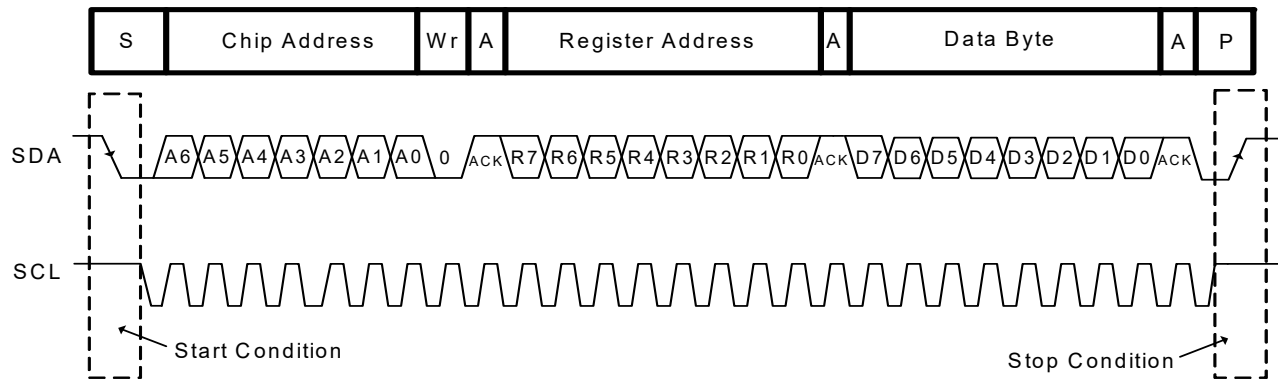 S Chip Address Wr A Register Address A Data Byte A P
SDA A6 A5 A4 A3 A2 A1 A0 0 ACK R7 R6 R5 R4 R3 R2 R1 R0 ACK D7 D6 D5 D4 D3 D2 D1 D0 ACK
SCL
Start Condition
Stop Condition